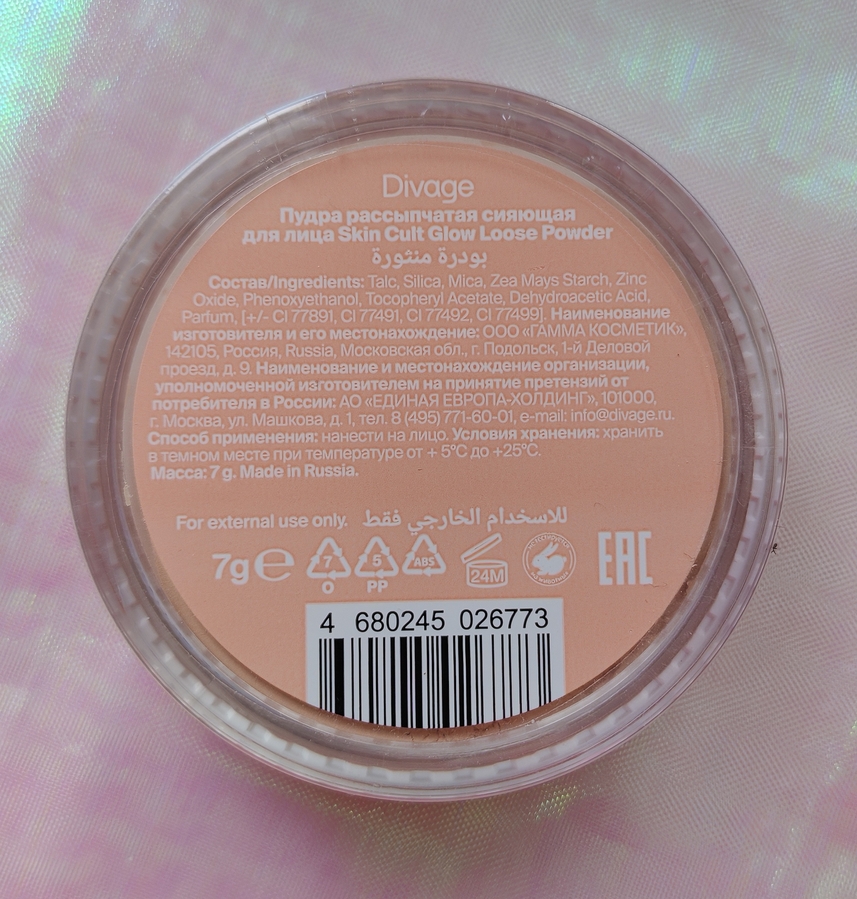 Divage
Пудра рассыпчатая сияющая
для лица Skin Cult Glow Loose Powder
بودرة منثورة
Состав/Ingredients: Talc, Silica, Mica, Zea Mays Starch, Zinc
Oxide, Phenoxyethanol, Tocopheryl Acetate, Dehydroacetic Acid,
Parfum, [+/- CI 77891, CI 77491, CI 77492, CI 77499]. Наименование
изготовителя и его местонахождение: ООО «ГАММА КОСМЕТИК»,
142105, Россия, Russia, Московская обл., г. Подольск, 1-й Деловой
проезд, д. 9. Наименование и местонахождение организации,
уполномоченной изготовителем на принятие претензий от
потребителя в России: АО «ЕДИНАЯ ЕВРОПА-ХОЛДИНГ», 101000,
г. Москва, ул. Машкова, д. 1, тел. 8 (495) 771-60-01, e-mail: info@divage.ru.
Способ применения: нанести на лицо. Условия хранения: хранить
в темном месте при температуре от + 5°C до +25°C.
Масса: 7 g. Made in Russia.
For external use only. للاسخدام الخارجي فقط
7g e 7 O 5 PP ABS 24M EAC
4 680245 026773